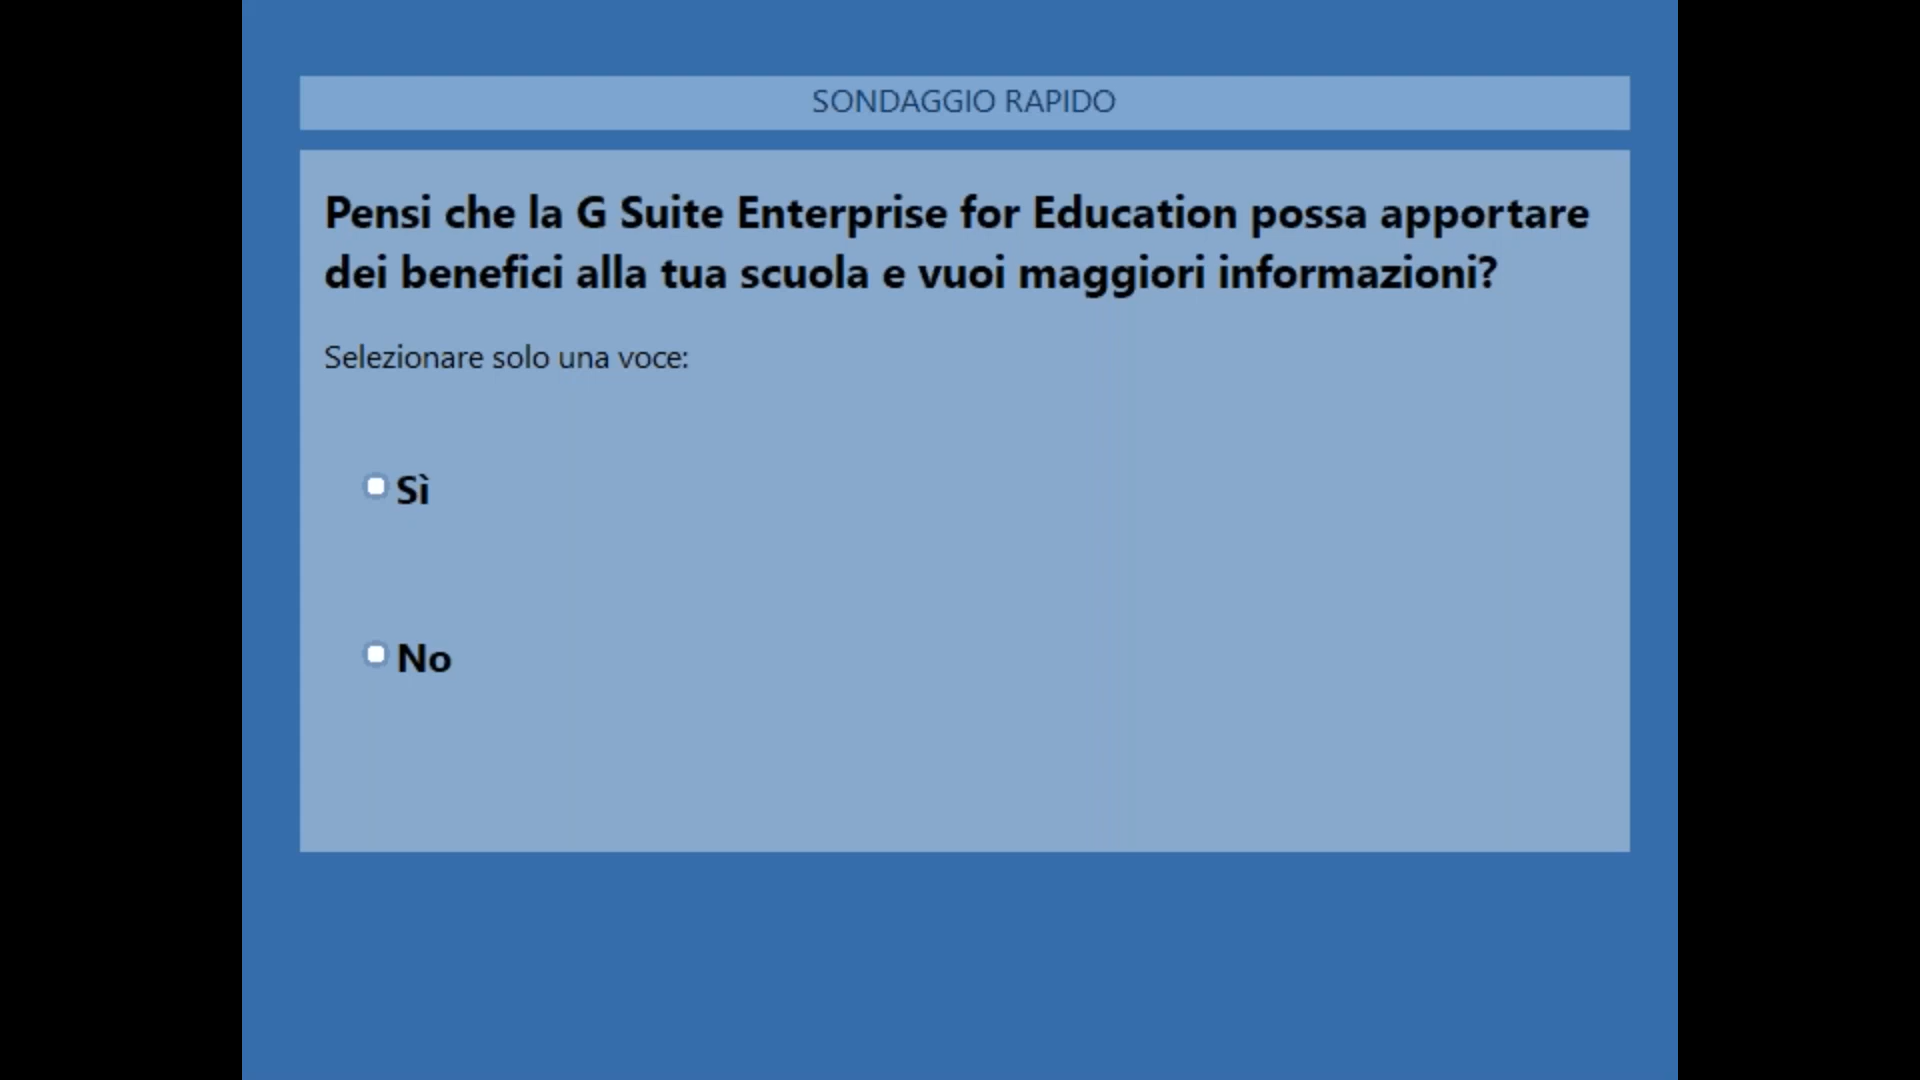 SONDAGGIO RAPIDO
Pensi che la G Suite Enterprise for Education possa apportare
dei benefici alla tua scuola e vuoi maggiori informazioni?
Selezionare solo una voce:
Sì
No